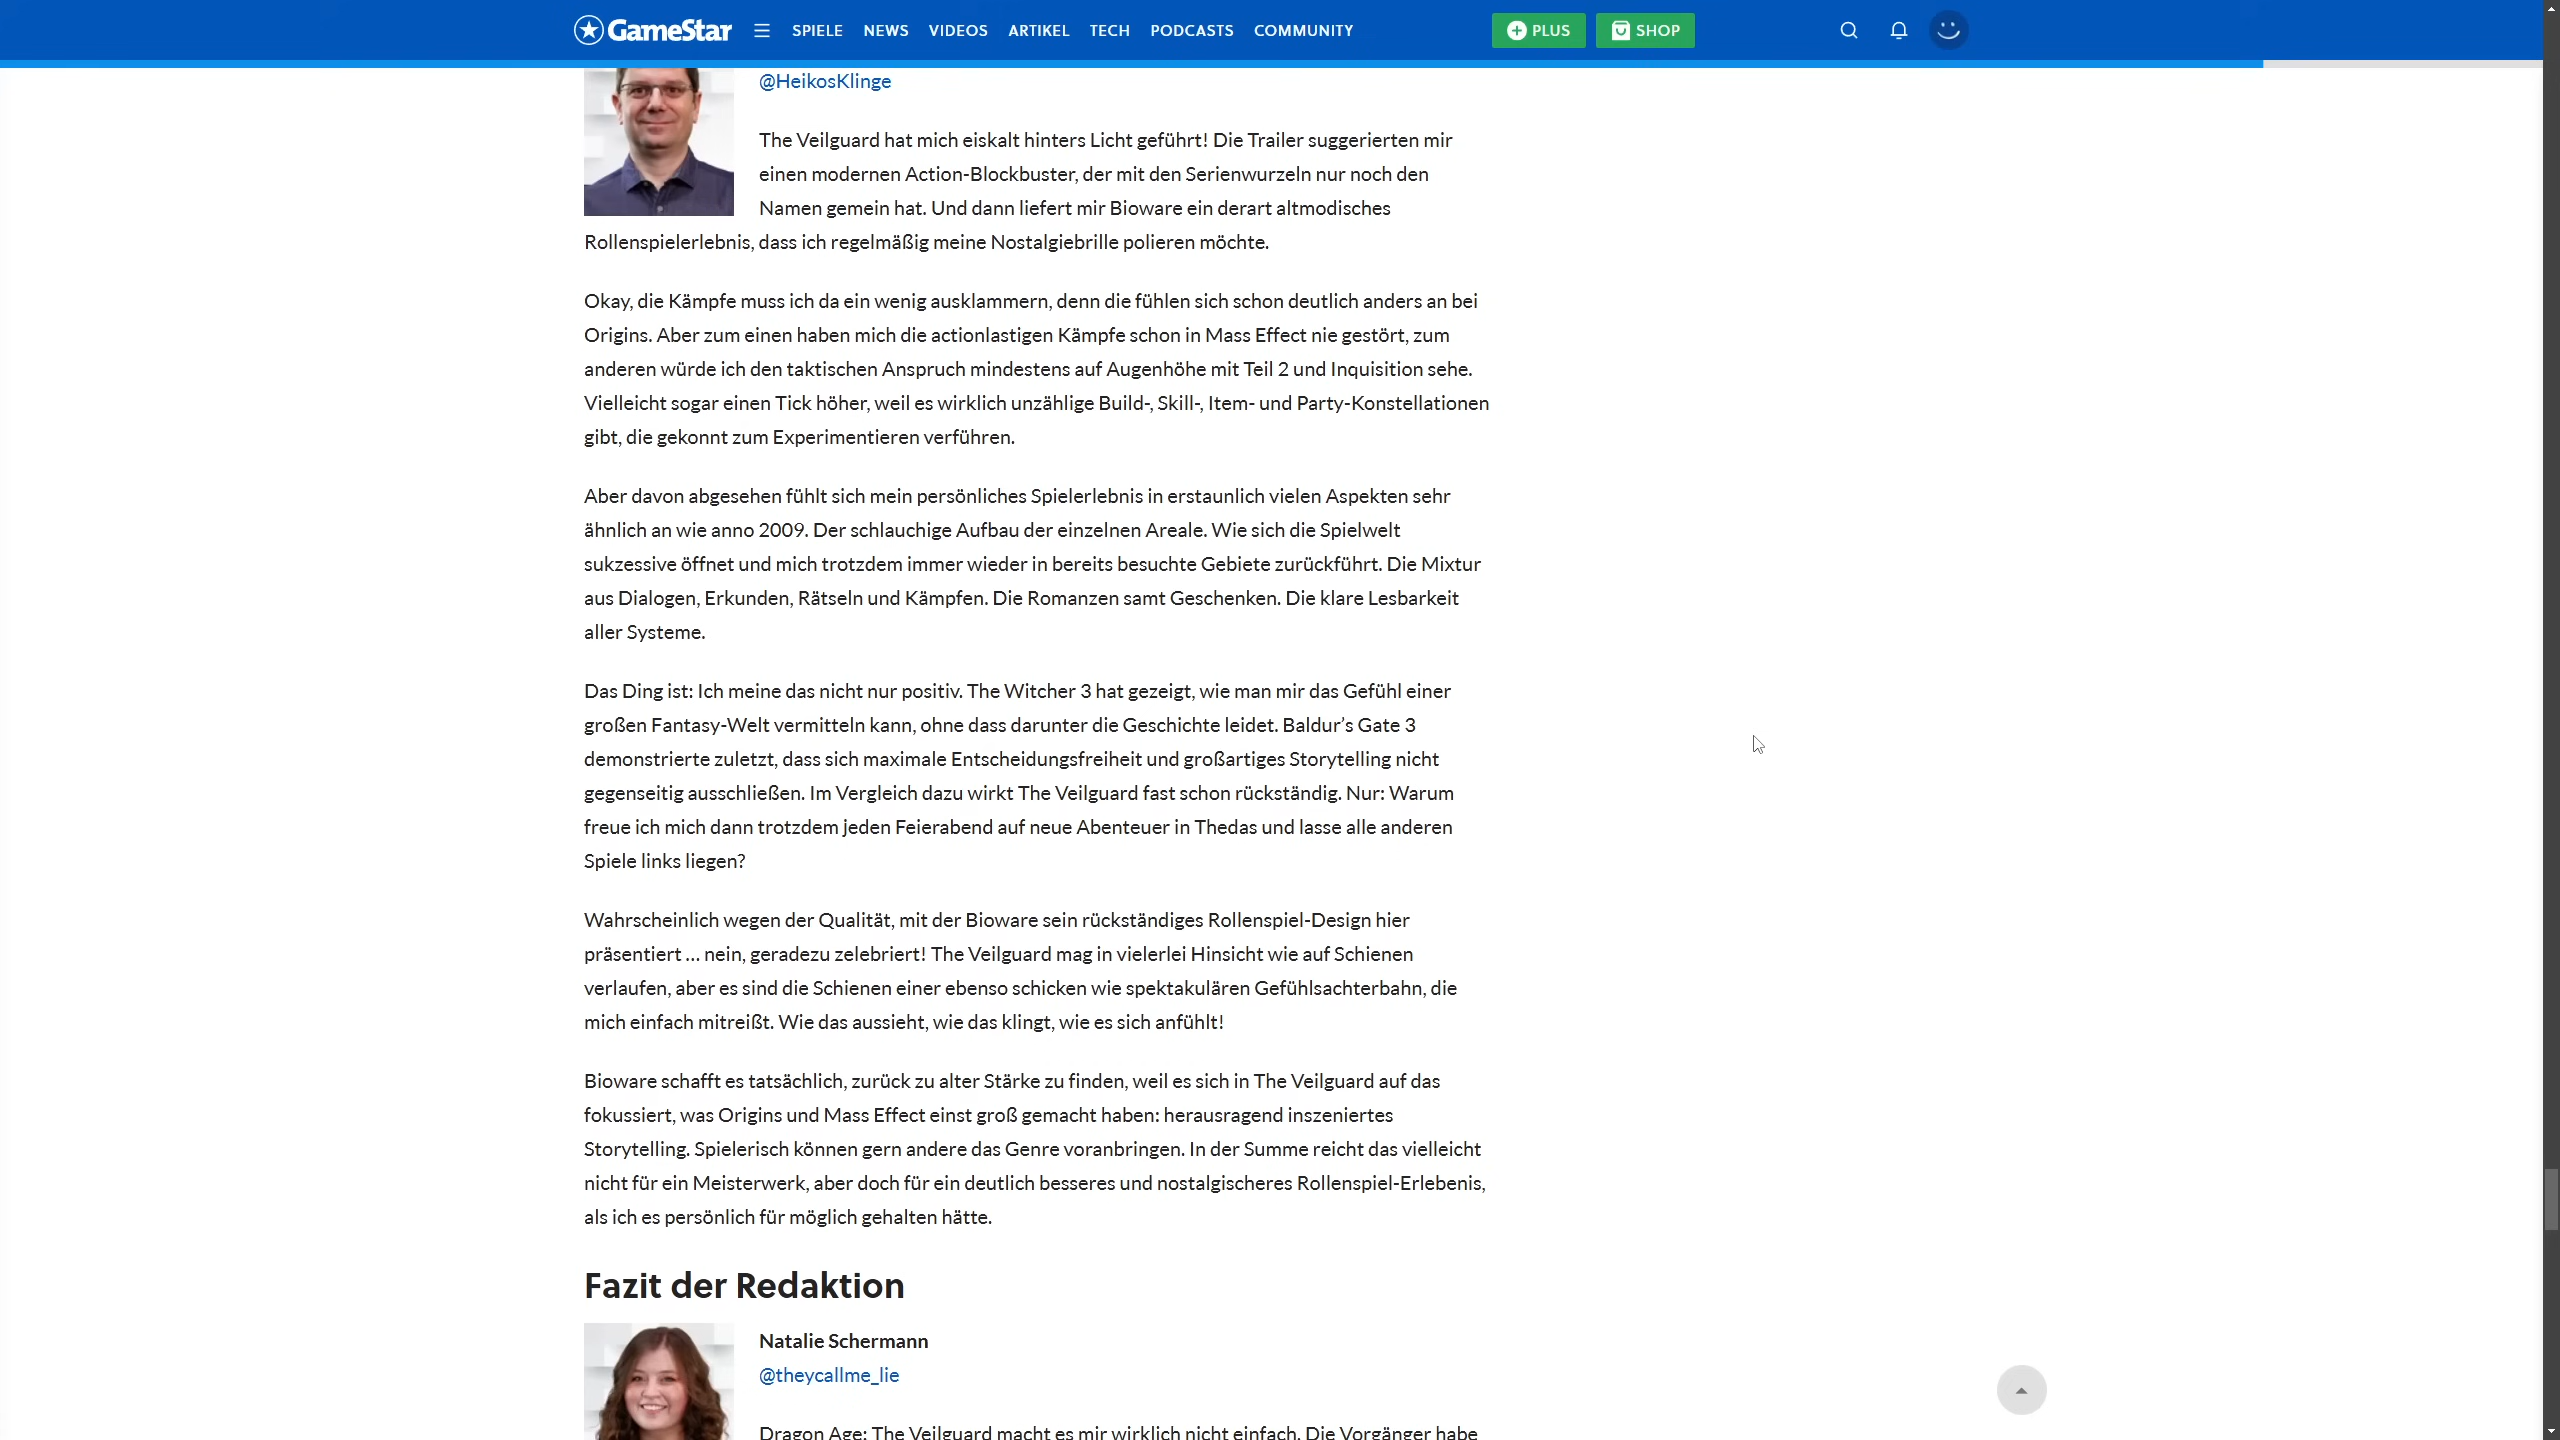 GameStar
SPIELE NEWS VIDEOS ARTIKEL TECH PODCASTS COMMUNITY PLUS SHOP
@HeikosKlinge
The Veilguard hat mich eiskalt hinters Licht geführt! Die Trailer suggerierten mir
einen modernen Action-Blockbuster, der mit den Serienwurzeln nur noch den
Namen gemein hat. Und dann liefert mir Bioware ein derart altmodisches
Rollenspielerlebnis, dass ich regelmäßig meine Nostalgiebrille polieren möchte.
Okay, die Kämpfe muss ich da ein wenig ausklammern, denn die fühlen sich schon deutlich anders an bei
Origins. Aber zum einen haben mich die actionlastigen Kämpfe schon in Mass Effect nie gestört, zum
anderen würde ich den taktischen Anspruch mindestens auf Augenhöhe mit Teil 2 und Inquisition sehe.
Vielleicht sogar einen Tick höher, weil es wirklich unzählige Build-, Skill-, Item- und Party-Konstellationen
gibt, die gekonnt zum Experimentieren verführen.
Aber davon abgesehen fühlt sich mein persönliches Spielerlebnis in erstaunlich vielen Aspekten sehr
ähnlich an wie anno 2009. Der schlauchige Aufbau der einzelnen Areale. Wie sich die Spielwelt
sukzessive öffnet und mich trotzdem immer wieder in bereits besuchte Gebiete zurückführt. Die Mixtur
aus Dialogen, Erkunden, Rätseln und Kämpfen. Die Romanzen samt Geschenken. Die klare Lesbarkeit
aller Systeme.
Das Ding ist: Ich meine das nicht nur positiv. The Witcher 3 hat gezeigt, wie man mir das Gefühl einer
großen Fantasy-Welt vermitteln kann, ohne dass darunter die Geschichte leidet. Baldur’s Gate 3
demonstrierte zuletzt, dass sich maximale Entscheidungsfreiheit und großartiges Storytelling nicht
gegenseitig ausschließen. Im Vergleich dazu wirkt The Veilguard fast schon rückständig. Nur: Warum
freue ich mich dann trotzdem jeden Feierabend auf neue Abenteuer in Thedas und lasse alle anderen
Spiele links liegen?
Wahrscheinlich wegen der Qualität, mit der Bioware sein rückständiges Rollenspiel-Design hier
präsentiert … nein, geradezu zelebriert! The Veilguard mag in vielerlei Hinsicht wie auf Schienen
verlaufen, aber es sind die Schienen einer ebenso schicken wie spektakulären Gefühlsachterbahn, die
mich einfach mitreißt. Wie das aussieht, wie das klingt, wie es sich anfühlt!
Bioware schafft es tatsächlich, zurück zu alter Stärke zu finden, weil es sich in The Veilguard auf das
fokussiert, was Origins und Mass Effect einst groß gemacht haben: herausragend inszeniertes
Storytelling. Spielerisch können gern andere das Genre voranbringen. In der Summe reicht das vielleicht
nicht für ein Meisterwerk, aber doch für ein deutlich besseres und nostalgischeres Rollenspiel-Erlebenis,
als ich es persönlich für möglich gehalten hätte.
Fazit der Redaktion
Natalie Schermann
@theycallme_lie
Dragon Age: The Veilguard macht es mir wirklich nicht einfach. Die Vorgänger habe